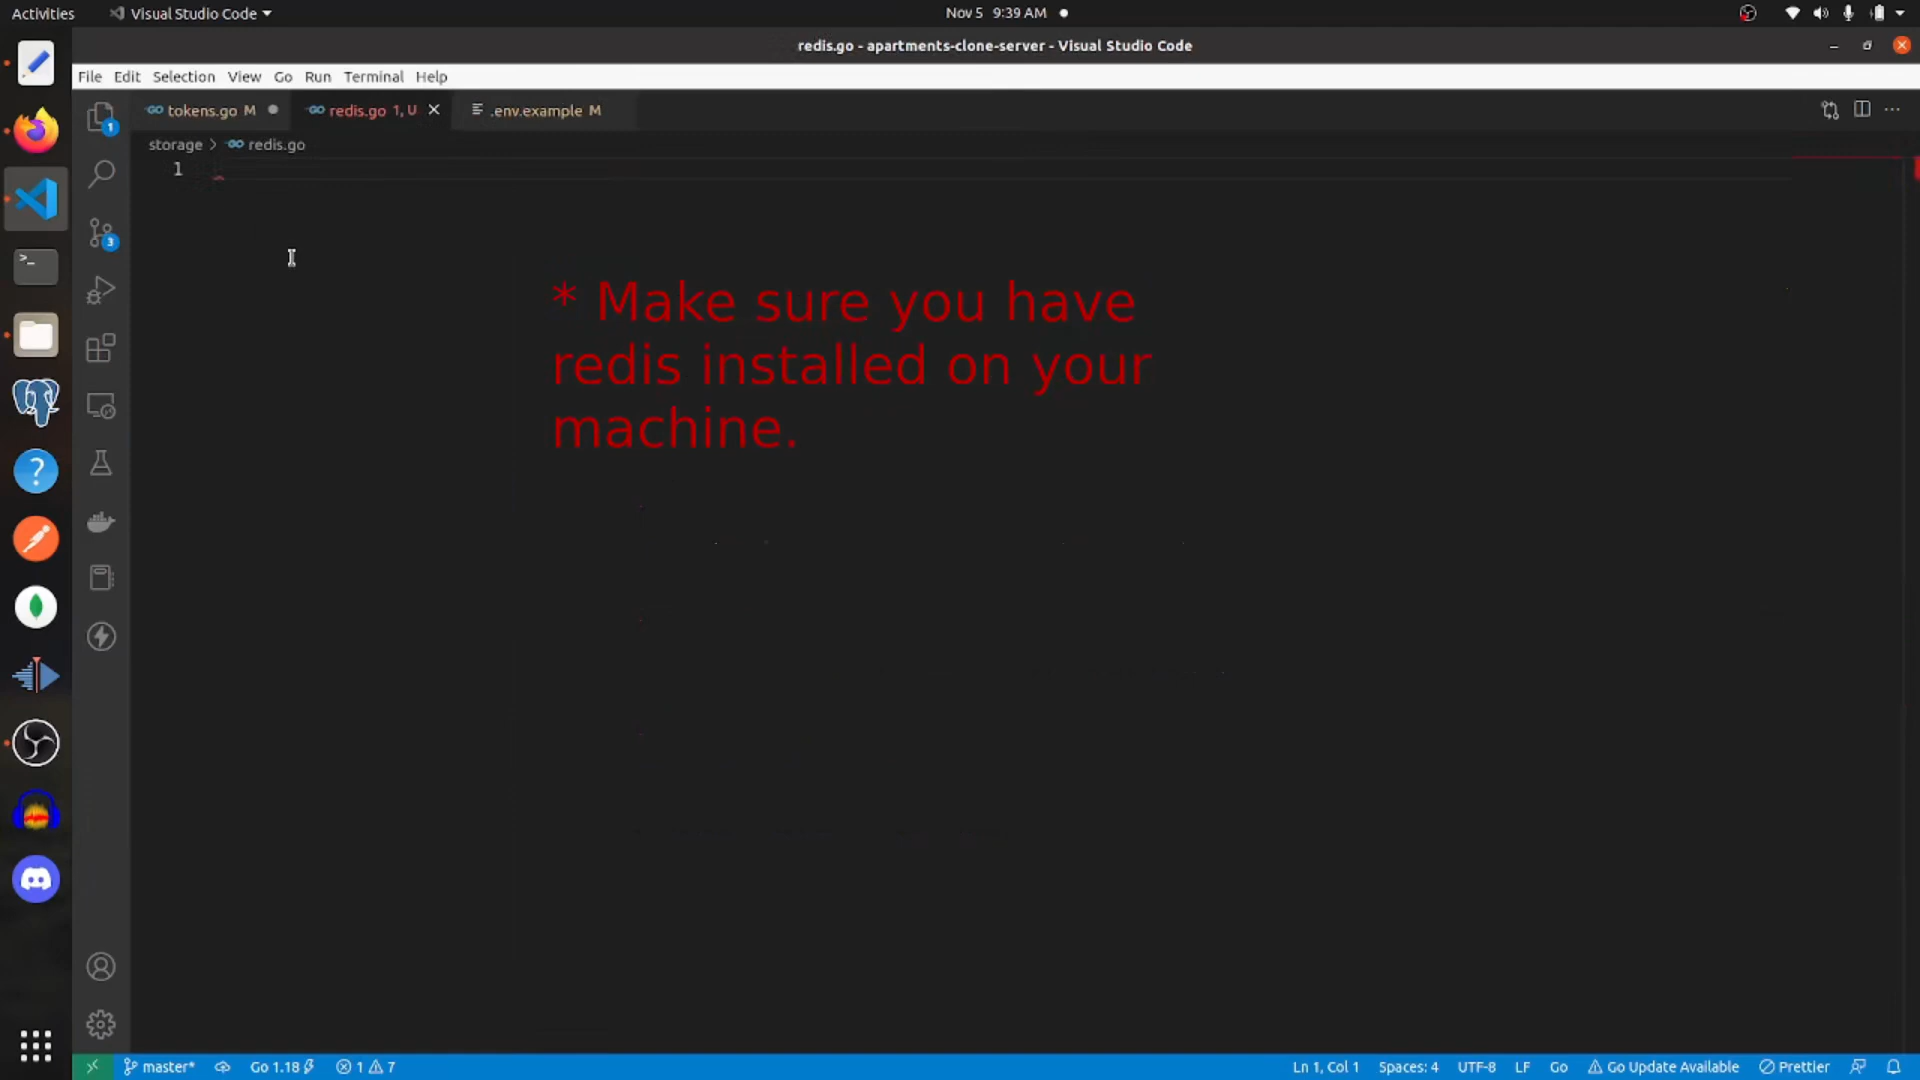 Activities
Visual Studio Code
Nov 5 9:39 AM
redis.go - apartments-clone-server - Visual Studio Code
File Edit Selection View Go Run Terminal Help
tokens.go M
redis.go 1, U
.env.example M
storage > redis.go
1
* Make sure you have
redis installed on your
machine.
1
3
master*
Go 1.18
1
7
Ln 1, Col 1
Spaces: 4
UTF-8
LF
Go
Go Update Available
Prettier